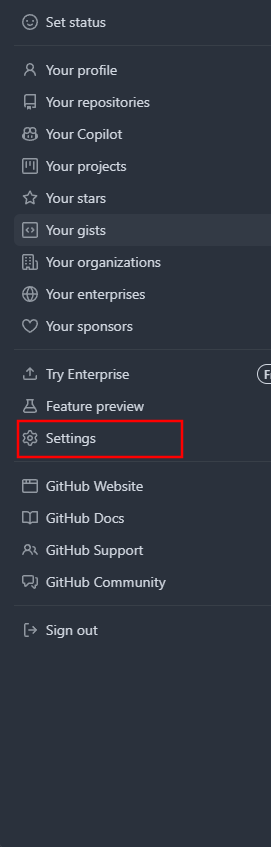 Set status
Your profile
Your repositories
Your Copilot
Your projects
Your stars
Your gists
Your organizations
Your enterprises
Your sponsors
Try Enterprise
Feature preview
Settings
GitHub Website
GitHub Docs
GitHub Support
GitHub Community
Sign out